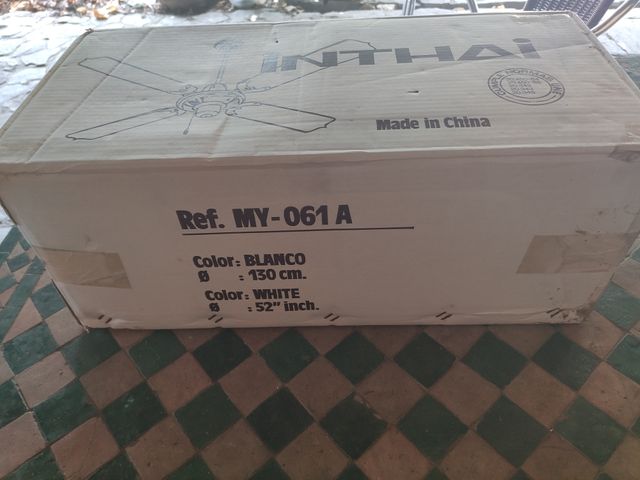 INTHAi
Made in China
Ref. MY-061 A
Color: BLANCO
Ø : 130 cm.
Color: WHITE
Ø : 52" inch.